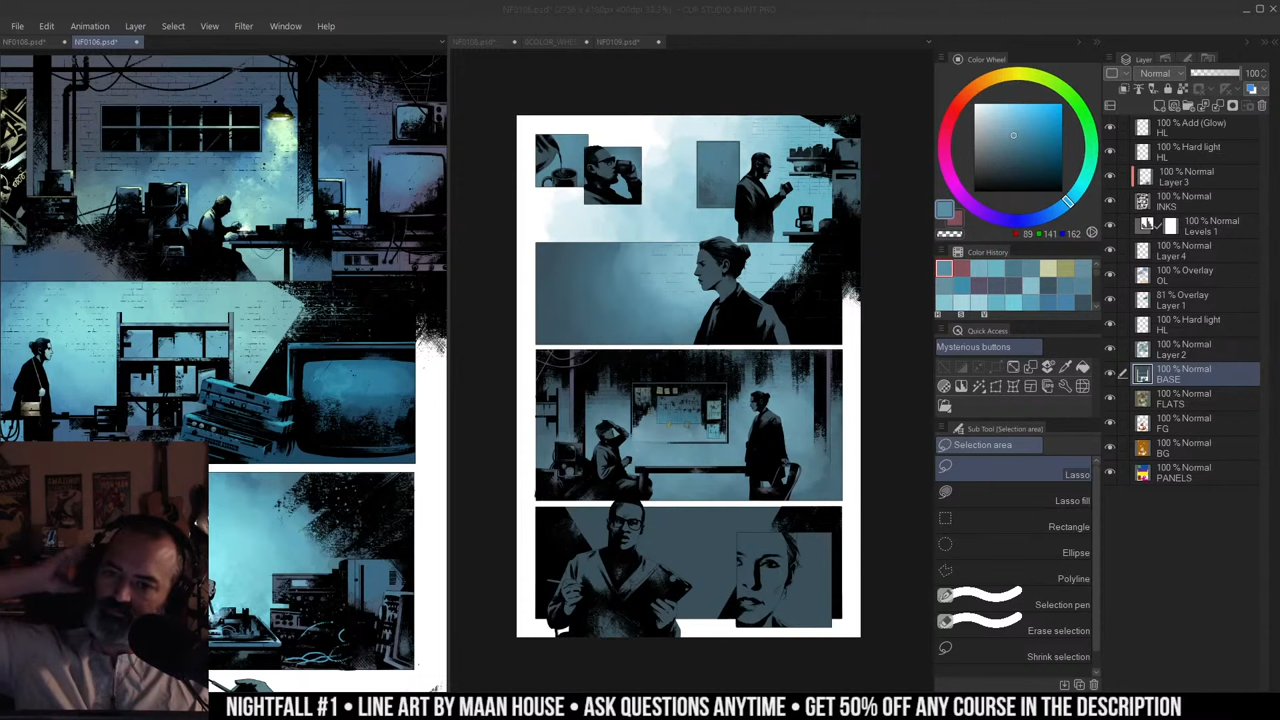 File Edit Animation Layer Select View Filter Window Help
NF0108.psd* NF0106.psd*
NF0109.psd*
Color Wheel
89 141 162
Color History
H S V
Quick Access
Mysterious buttons
Sub Tool [Selection area]
Selection area
Lasso
Lasso fill
Rectangle
Ellipse
Polyline
Selection pen
Erase selection
Shrink selection
Layer
Normal 100
100 % Add (Glow)
HL
100 % Hard light
HL
100 % Normal
Layer 3
100 % Normal
INKS
100 % Normal
Levels 1
100 % Normal
Layer 4
100 % Overlay
OL
81 % Overlay
Layer 1
100 % Hard light
HL
100 % Normal
Layer 2
100 % Normal
BASE
100 % Normal
FLATS
100 % Normal
FG
100 % Normal
BG
100 % Normal
PANELS
NIGHTFALL #1 • LINE ART BY MAAN HOUSE • ASK QUESTIONS ANYTIME • GET 50% OFF ANY COURSE IN THE DESCRIPTION